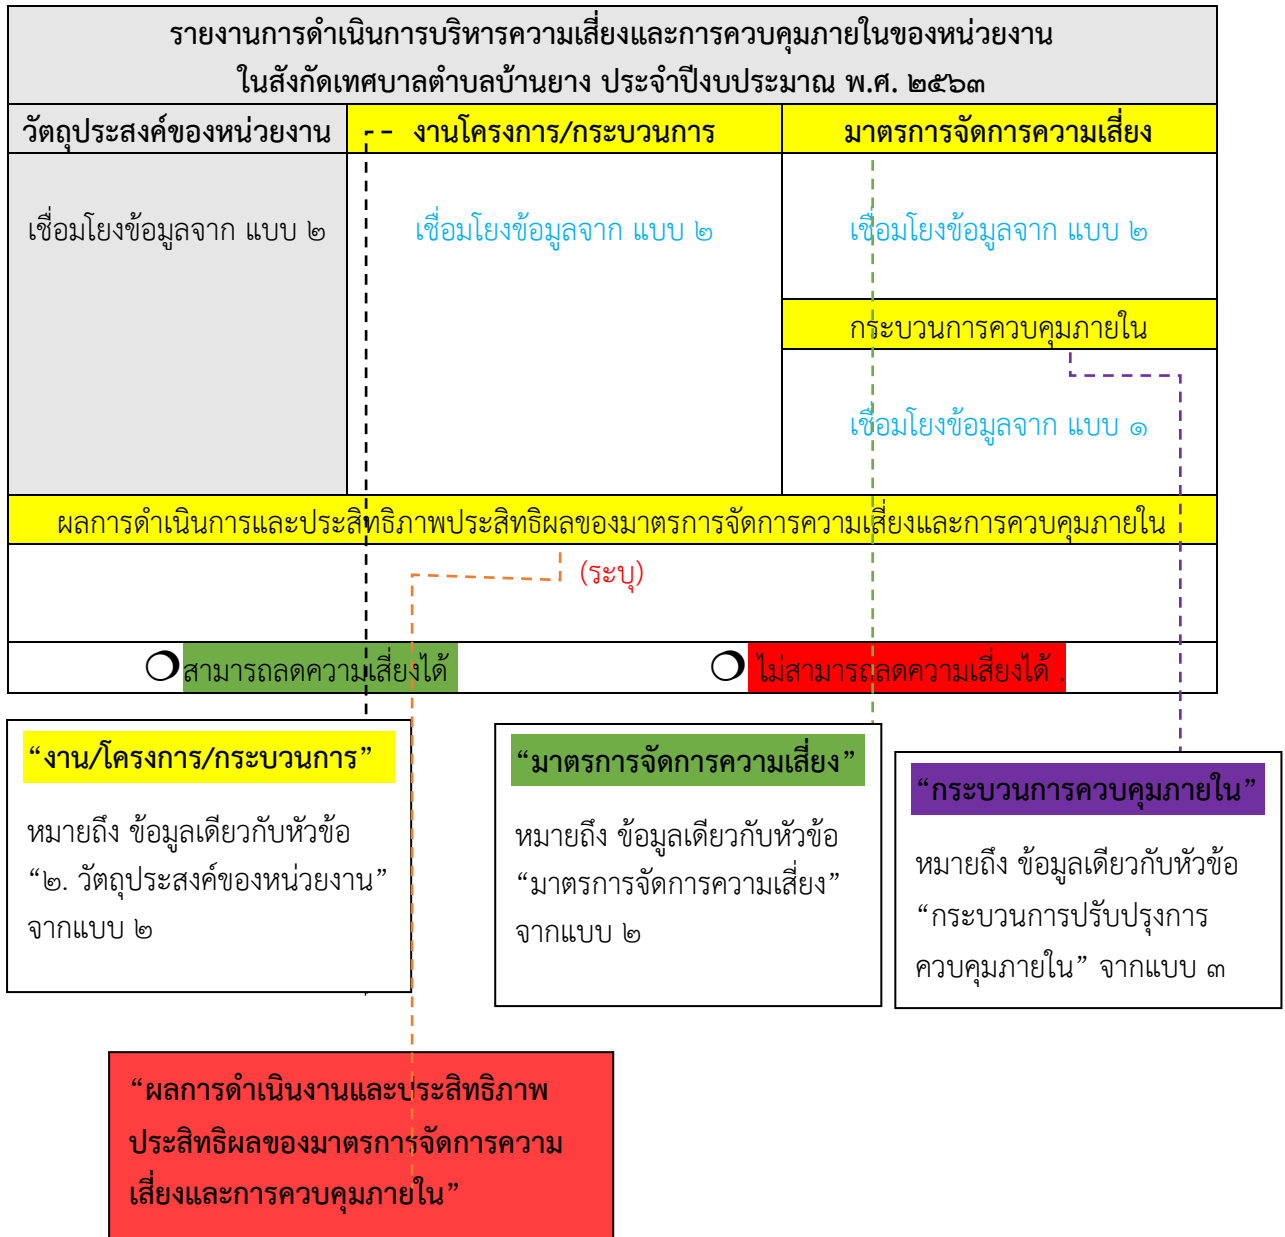 รายงานการดำเนินการบริหารความเสี่ยงและการควบคุมภายในของหน่วยงาน
ในสังกัดเทศบาลตำบลบ้านยาง ประจำปีงบประมาณ พ.ศ. ๒๕๖๓
วัตถุประสงค์ของหน่วยงาน
งานโครงการ/กระบวนการ
มาตรการจัดการความเสี่ยง
เชื่อมโยงข้อมูลจาก แบบ ๒
เชื่อมโยงข้อมูลจาก แบบ ๒
เชื่อมโยงข้อมูลจาก แบบ ๒
กระบวนการควบคุมภายใน
เชื่อมโยงข้อมูลจาก แบบ ๑
ผลการดำเนินการและประสิทธิภาพประสิทธิผลของมาตรการจัดการความเสี่ยงและการควบคุมภายใน
(ระบุ)
สามารถลดความเสี่ยงได้
ไม่สามารถลดความเสี่ยงได้ .
“งาน/โครงการ/กระบวนการ”
หมายถึง ข้อมูลเดียวกับหัวข้อ
“๒. วัตถุประสงค์ของหน่วยงาน”
จากแบบ ๒
“มาตรการจัดการความเสี่ยง”
หมายถึง ข้อมูลเดียวกับหัวข้อ
“มาตรการจัดการความเสี่ยง”
จากแบบ ๒
“กระบวนการควบคุมภายใน”
หมายถึง ข้อมูลเดียวกับหัวข้อ
“กระบวนการปรับปรุงการ
ควบคุมภายใน” จากแบบ ๓
“ผลการดำเนินงานและประสิทธิภาพ
ประสิทธิผลของมาตรการจัดการความ
เสี่ยงและการควบคุมภายใน”